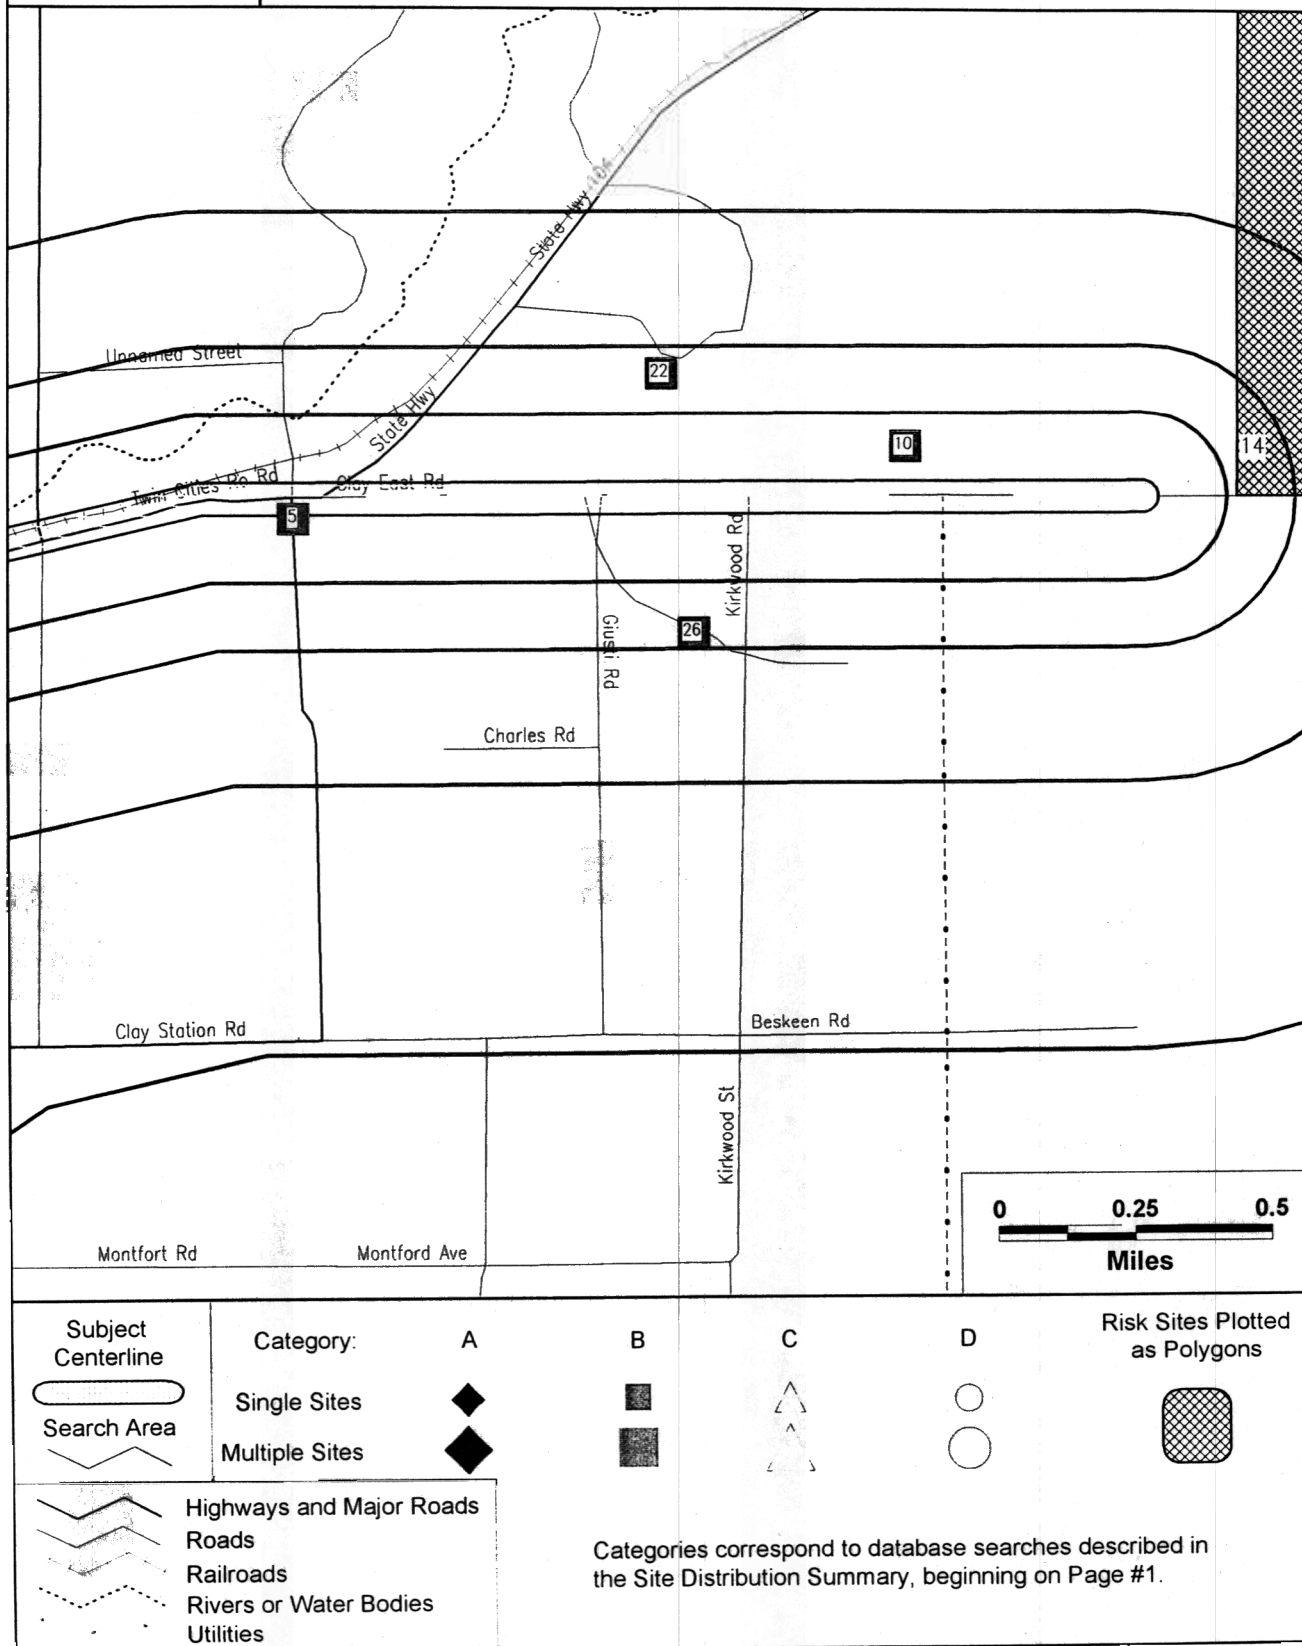 State Hwy 104
Unnamed Street
22
State Hwy
10
14
Twin Cities Ro Rd
Clay East Rd
5
Kirkwood Rd
Giusti Rd
26
Charles Rd
Clay Station Rd
Beskeen Rd
Kirkwood St
0 0.25 0.5
Miles
Montfort Rd
Montford Ave
Subject
Centerline
Search Area
Category: A B C D
Single Sites
Multiple Sites
Risk Sites Plotted
as Polygons
Highways and Major Roads
Roads
Railroads
Rivers or Water Bodies
Utilities
Categories correspond to database searches described in
the Site Distribution Summary, beginning on Page #1.